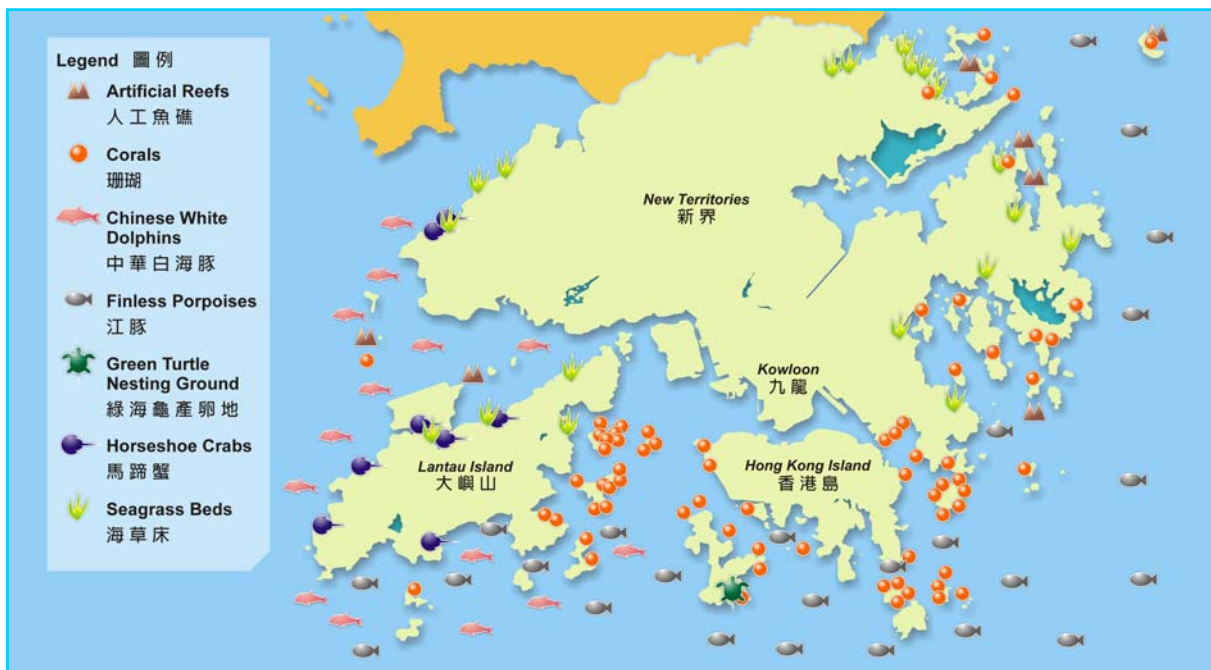 Legend 圖例
Artificial Reefs
人工魚礁
Corals
珊瑚
Chinese White
Dolphins
中華白海豚
Finless Porpoises
江豚
Green Turtle
Nesting Ground
綠海龜產卵地
Horseshoe Crabs
馬蹄蟹
Seagrass Beds
海草床
New Territories
新界
Kowloon
九龍
Lantau Island
大嶼山
Hong Kong Island
香港島